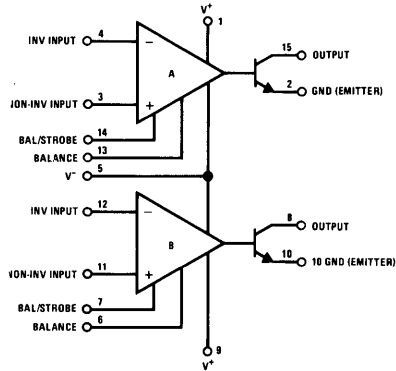 V+
1
4
INV INPUT
−
15
OUTPUT
A
2
GND (EMITTER)
3
NON-INV INPUT
+
14
BAL/STROBE
13
BALANCE
5
V−
12
INV INPUT
−
8
OUTPUT
B
10
10 GND (EMITTER)
11
NON-INV INPUT
+
7
BAL/STROBE
6
BALANCE
9
V+